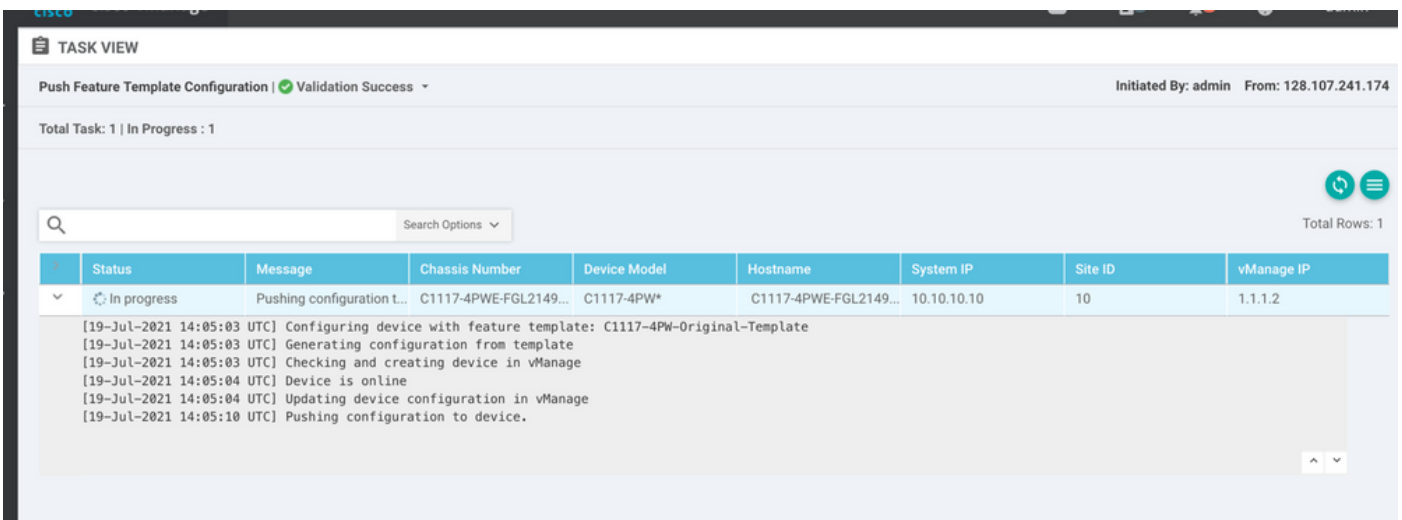 cisco
TASK VIEW
Push Feature Template Configuration | Validation Success
Initiated By: admin From: 128.107.241.174
Total Task: 1 | In Progress : 1
Search Options
Total Rows: 1
Status Message Chassis Number Device Model Hostname System IP Site ID vManage IP
In progress Pushing configuration t... C1117-4PWE-FGL2149... C1117-4PW* C1117-4PWE-FGL2149... 10.10.10.10 10 1.1.1.2
[19-Jul-2021 14:05:03 UTC] Configuring device with feature template: C1117-4PW-Original-Template
[19-Jul-2021 14:05:03 UTC] Generating configuration from template
[19-Jul-2021 14:05:03 UTC] Checking and creating device in vManage
[19-Jul-2021 14:05:04 UTC] Device is online
[19-Jul-2021 14:05:04 UTC] Updating device configuration in vManage
[19-Jul-2021 14:05:10 UTC] Pushing configuration to device.